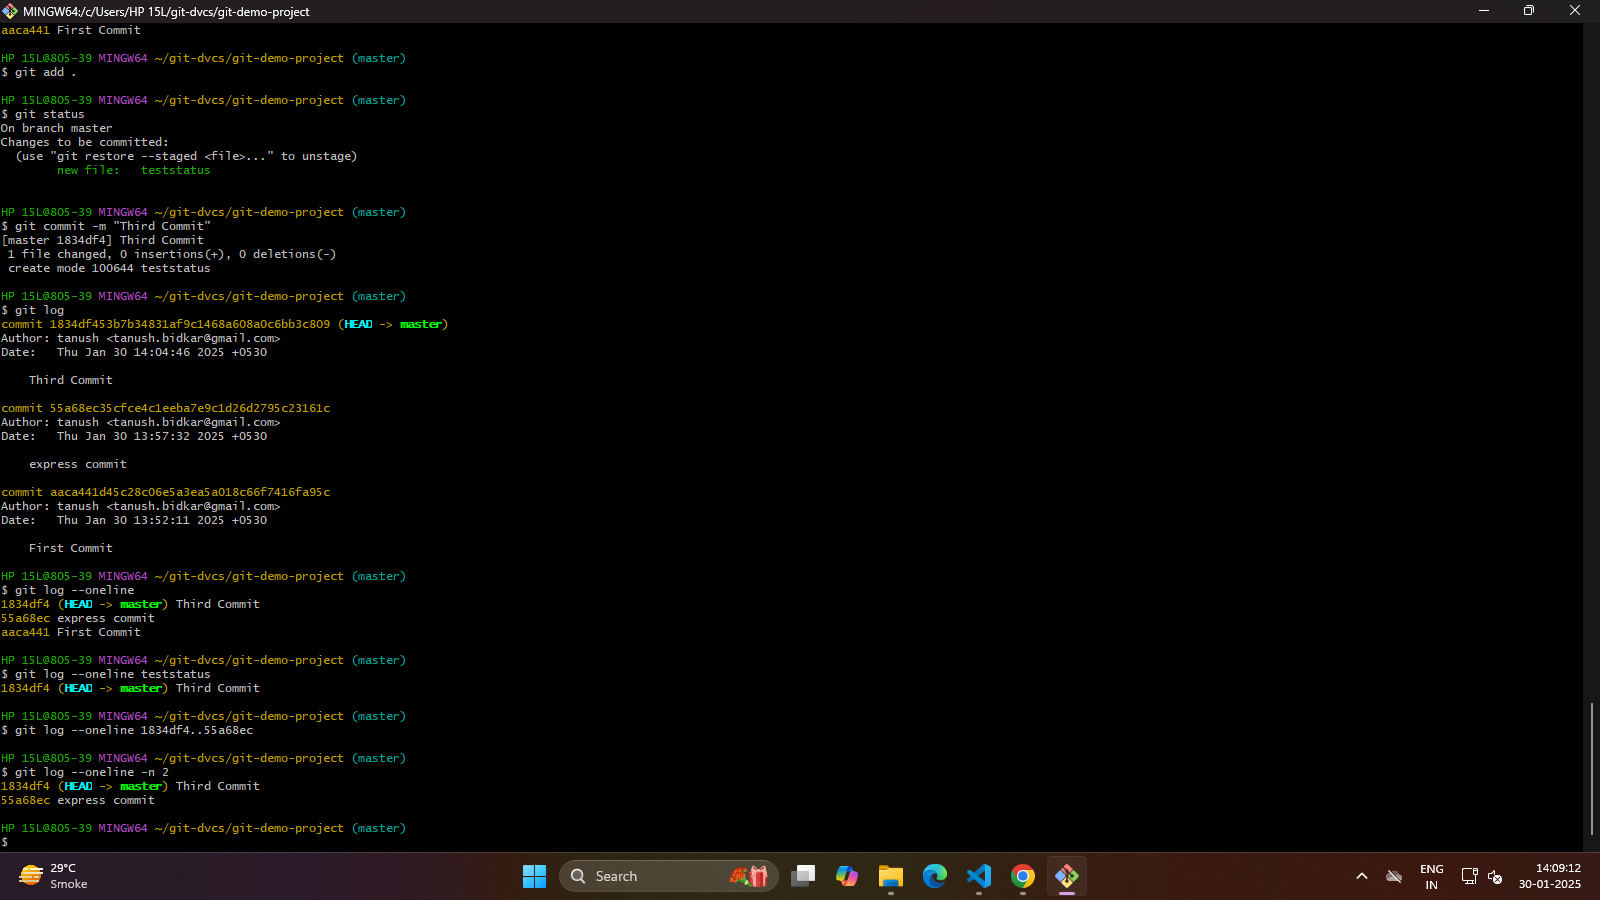 MINGW64:/c/Users/HP 15L/git-dvcs/git-demo-project
aaca441 First Commit
HP 15L@805-39 MINGW64 ~/git-dvcs/git-demo-project (master)
$ git add .
HP 15L@805-39 MINGW64 ~/git-dvcs/git-demo-project (master)
$ git status
On branch master
Changes to be committed:
  (use "git restore --staged <file>..." to unstage)
        new file:   teststatus
HP 15L@805-39 MINGW64 ~/git-dvcs/git-demo-project (master)
$ git commit -m "Third Commit"
[master 1834df4] Third Commit
 1 file changed, 0 insertions(+), 0 deletions(-)
 create mode 100644 teststatus
HP 15L@805-39 MINGW64 ~/git-dvcs/git-demo-project (master)
$ git log
commit 1834df453b7b34831af9c1468a608a0c6bb3c809 (HEAD -> master)
Author: tanush <tanush.bidkar@gmail.com>
Date:   Thu Jan 30 14:04:46 2025 +0530
    Third Commit
commit 55a68ec35cfce4c1eeba7e9c1d26d2795c23161c
Author: tanush <tanush.bidkar@gmail.com>
Date:   Thu Jan 30 13:57:32 2025 +0530
    express commit
commit aaca441d45c28c06e5a3ea5a018c66f7416fa95c
Author: tanush <tanush.bidkar@gmail.com>
Date:   Thu Jan 30 13:52:11 2025 +0530
    First Commit
HP 15L@805-39 MINGW64 ~/git-dvcs/git-demo-project (master)
$ git log --oneline
1834df4 (HEAD -> master) Third Commit
55a68ec express commit
aaca441 First Commit
HP 15L@805-39 MINGW64 ~/git-dvcs/git-demo-project (master)
$ git log --oneline teststatus
1834df4 (HEAD -> master) Third Commit
HP 15L@805-39 MINGW64 ~/git-dvcs/git-demo-project (master)
$ git log --oneline 1834df4..55a68ec
HP 15L@805-39 MINGW64 ~/git-dvcs/git-demo-project (master)
$ git log --oneline -n 2
1834df4 (HEAD -> master) Third Commit
55a68ec express commit
HP 15L@805-39 MINGW64 ~/git-dvcs/git-demo-project (master)
$
29°C
Smoke
Search
ENG
IN
14:09:12
30-01-2025